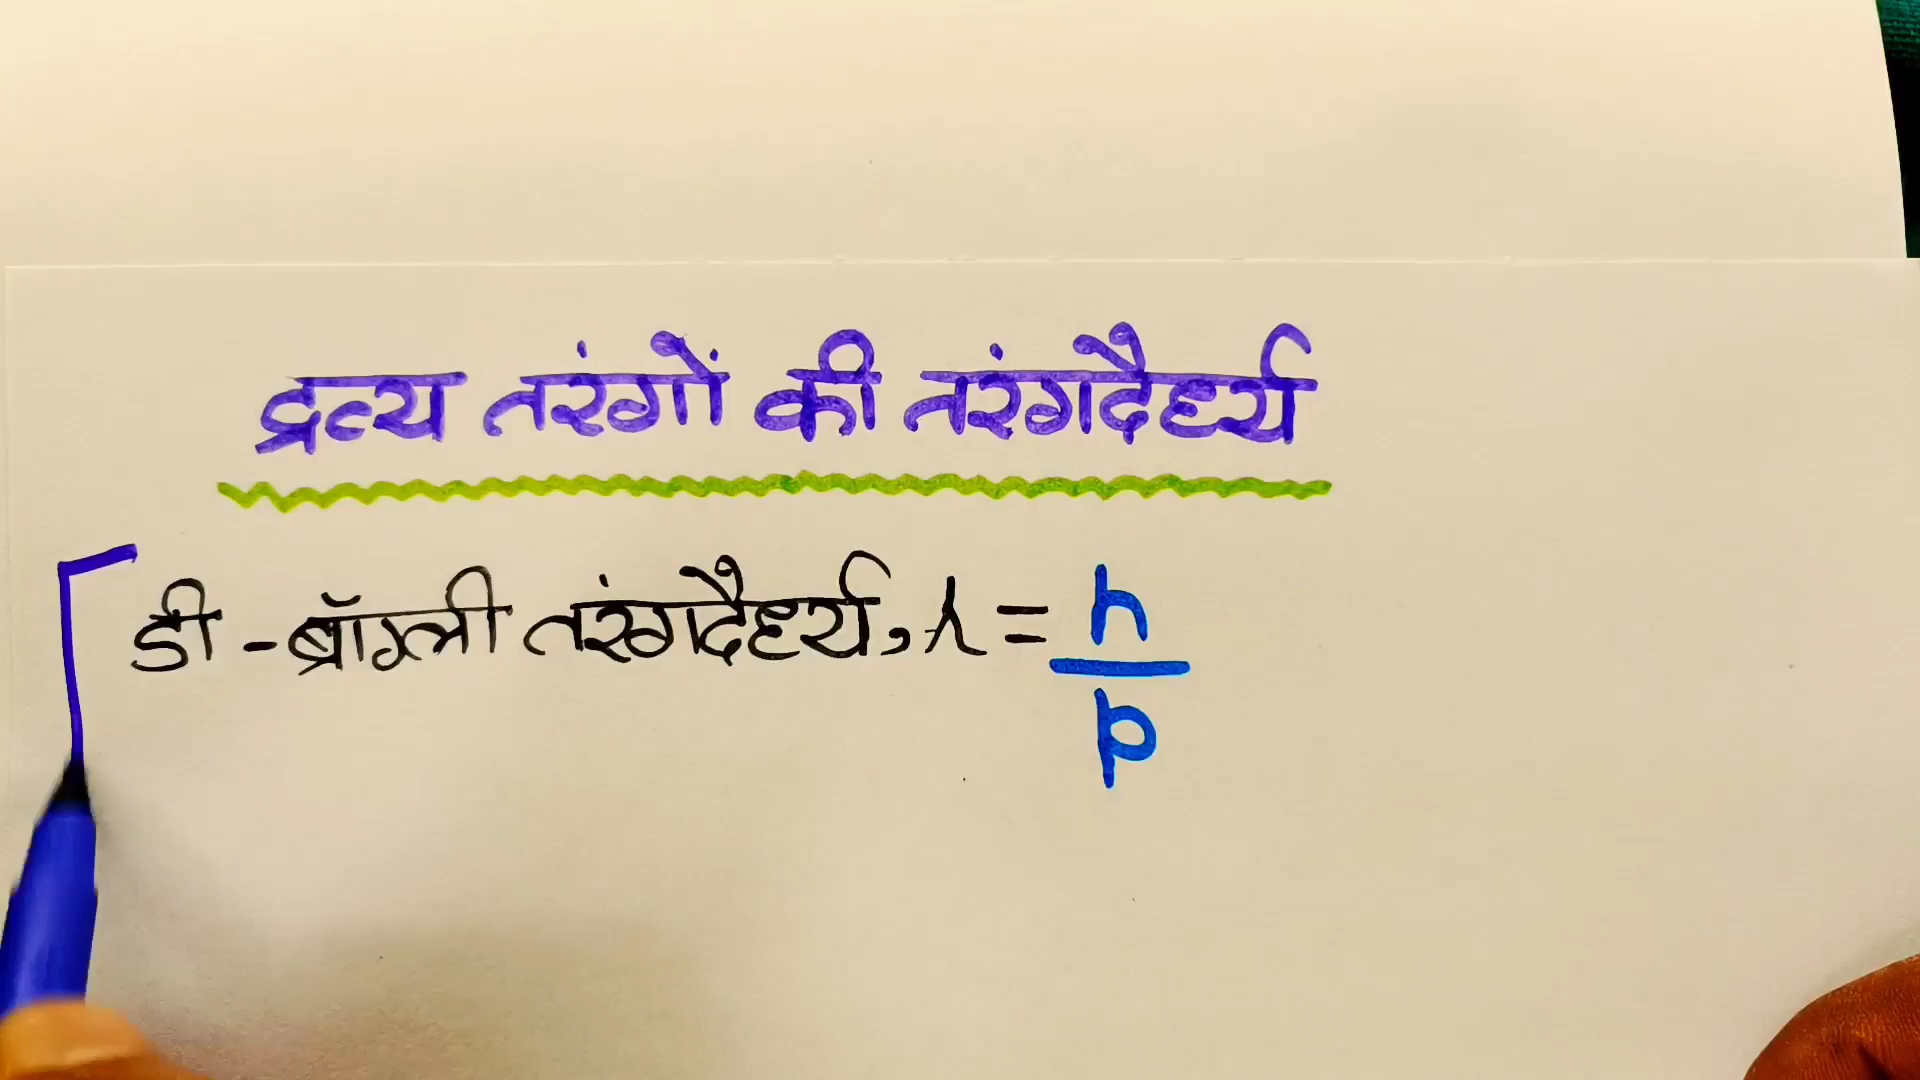 द्रव्य तरंगों की तरंगदैर्ध्य
डी-ब्रॉग्ली तरंगदैर्ध्य, λ = h/p